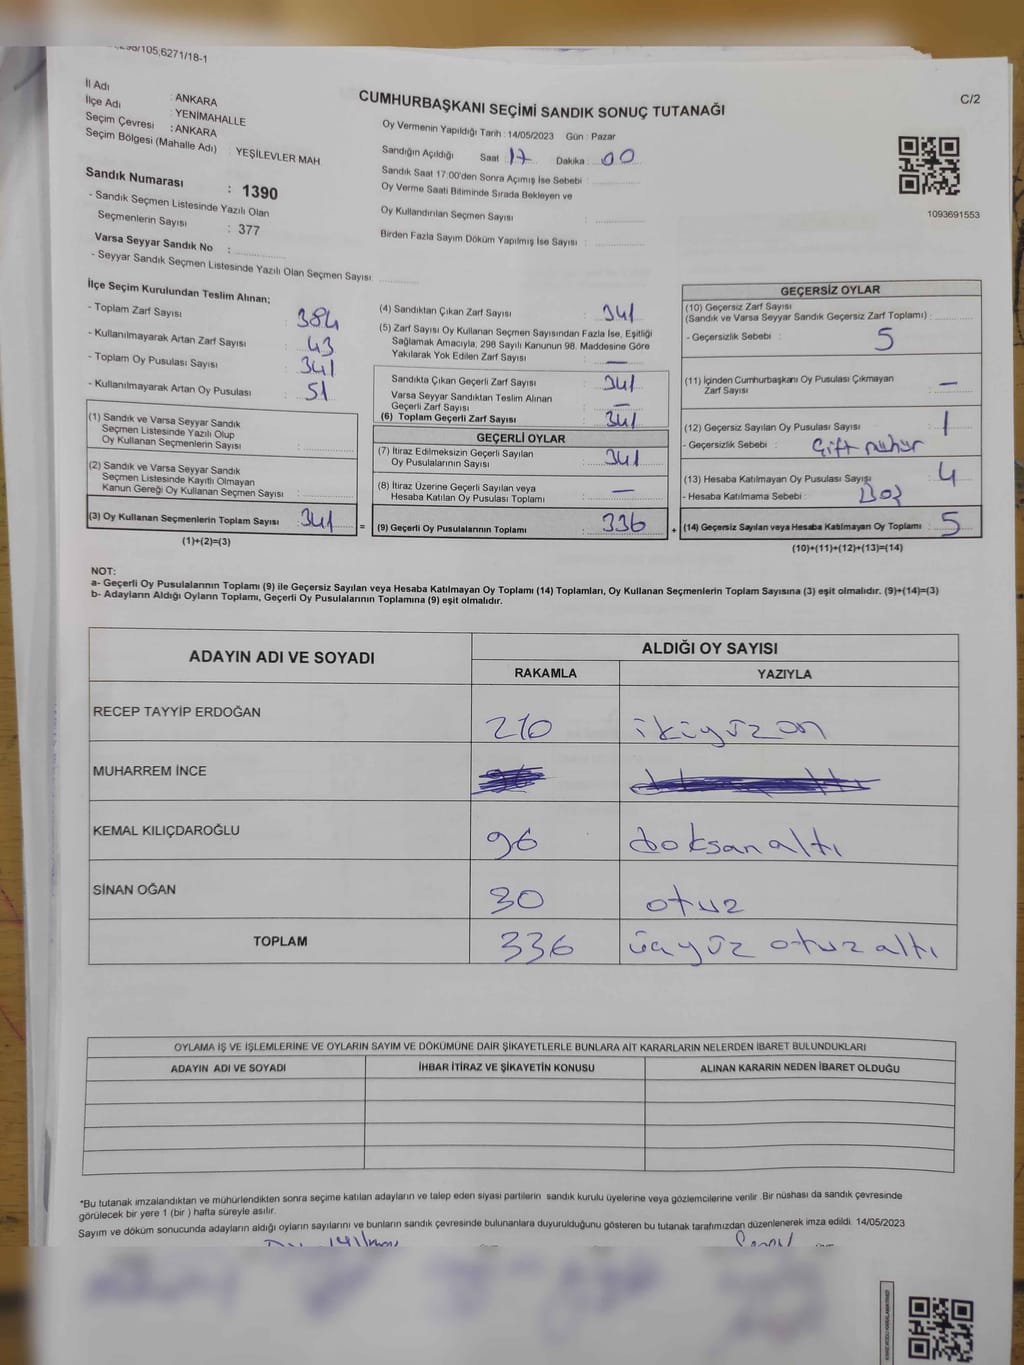 298/105,6271/18-1
İl Adı : ANKARA
İlçe Adı : YENİMAHALLE
Seçim Çevresi : ANKARA
Seçim Bölgesi (Mahalle Adı) : YEŞİLEVLER MAH
Sandık Numarası : 1390
- Sandık Seçmen Listesinde Yazılı Olan
Seçmenlerin Sayısı : 377
Varsa Seyyar Sandık No :
- Seyyar Sandık Seçmen Listesinde Yazılı Olan Seçmen Sayısı:
CUMHURBAŞKANI SEÇİMİ SANDIK SONUÇ TUTANAĞI
C/2
Oy Vermenin Yapıldığı Tarih : 14/05/2023 Gün : Pazar
Sandığın Açıldığı Saat 17 Dakika : 00
Sandık Saat 17:00'den Sonra Açımış İse Sebebi :
Oy Verme Saati Bitiminde Sırada Bekleyen ve
Oy Kullandırılan Seçmen Sayısı :
Birden Fazla Sayım Döküm Yapılmış İse Sayısı :
1093691553
İlçe Seçim Kurulundan Teslim Alınan;
- Toplam Zarf Sayısı : 384
- Kullanılmayarak Artan Zarf Sayısı : 43
- Toplam Oy Pusulası Sayısı : 341
- Kullanılmayarak Artan Oy Pusulası : 51
(1) Sandık ve Varsa Seyyar Sandık
Seçmen Listesinde Yazılı Olup
Oy Kullanan Seçmenlerin Sayısı :
(2) Sandık ve Varsa Seyyar Sandık
Seçmen Listesinde Kayıtlı Olmayan
Kanun Gereği Oy Kullanan Seçmen Sayısı :
(3) Oy Kullanan Seçmenlerin Toplam Sayısı : 341 =
(1)+(2)=(3)
(4) Sandıktan Çıkan Zarf Sayısı : 341
(5) Zarf Sayısı Oy Kullanan Seçmen Sayısından Fazla İse, Eşitliği
Sağlamak Amacıyla, 298 Sayılı Kanunun 98. Maddesine Göre
Yakılarak Yok Edilen Zarf Sayısı : —
Sandıkta Çıkan Geçerli Zarf Sayısı : 341
Varsa Seyyar Sandıktan Teslim Alınan
Geçerli Zarf Sayısı : —
(6) Toplam Geçerli Zarf Sayısı : 341
GEÇERLİ OYLAR
(7) İtiraz Edilmeksizin Geçerli Sayılan
Oy Pusulalarının Sayısı : 341
(8) İtiraz Üzerine Geçerli Sayılan veya
Hesaba Katılan Oy Pusulası Toplamı : —
(9) Geçerli Oy Pusulalarının Toplamı : 336 +
GEÇERSİZ OYLAR
(10) Geçersiz Zarf Sayısı
(Sandık ve Varsa Seyyar Sandık Geçersiz Zarf Toplamı) :
- Geçersizlik Sebebi : 5
(11) İçinden Cumhurbaşkanı Oy Pusulası Çıkmayan
Zarf Sayısı : —
(12) Geçersiz Sayılan Oy Pusulası Sayısı : 1
- Geçersizlik Sebebi : Çift mühür
(13) Hesaba Katılmayan Oy Pusulası Sayısı : 4
- Hesaba Katılmama Sebebi : Boş
(14) Geçersiz Sayılan veya Hesaba Katılmayan Oy Toplamı : 5
(10)+(11)+(12)+(13)=(14)
NOT:
a- Geçerli Oy Pusulalarının Toplamı (9) ile Geçersiz Sayılan veya Hesaba Katılmayan Oy Toplamı (14) Toplamları, Oy Kullanan Seçmenlerin Toplam Sayısına (3) eşit olmalıdır. (9)+(14)=(3)
b- Adayların Aldığı Oyların Toplamı, Geçerli Oy Pusulalarının Toplamına (9) eşit olmalıdır.
ADAYIN ADI VE SOYADI ALDIĞI OY SAYISI
RAKAMLA YAZIYLA
RECEP TAYYİP ERDOĞAN 210 ikiyüzon
MUHARREM İNCE
KEMAL KILIÇDAROĞLU 96 doksanaltı
SİNAN OĞAN 30 otuz
TOPLAM 336 üçyüz otuzaltı
OYLAMA İŞ VE İŞLEMLERİNE VE OYLARIN SAYIM VE DÖKÜMÜNE DAİR ŞİKAYETLERLE BUNLARA AİT KARARLARIN NELERDEN İBARET BULUNDUKLARI
ADAYIN ADI VE SOYADI İHBAR İTİRAZ VE ŞİKAYETİN KONUSU ALINAN KARARIN NEDEN İBARET OLDUĞU
*Bu tutanak imzalandıktan ve mühürlendikten sonra seçime katılan adayların ve talep eden siyasi partilerin sandık kurulu üyelerine veya gözlemcilerine verilir .Bir nüshası da sandık çevresinde
görülecek bir yere 1 (bir ) hafta süreyle asılır.
Sayım ve döküm sonucunda adayların aldığı oyların sayılarını ve bunların sandık çevresinde bulunanlara duyurulduğunu gösteren bu tutanak tarafımızdan düzenlenerek imza edildi. 14/05/2023